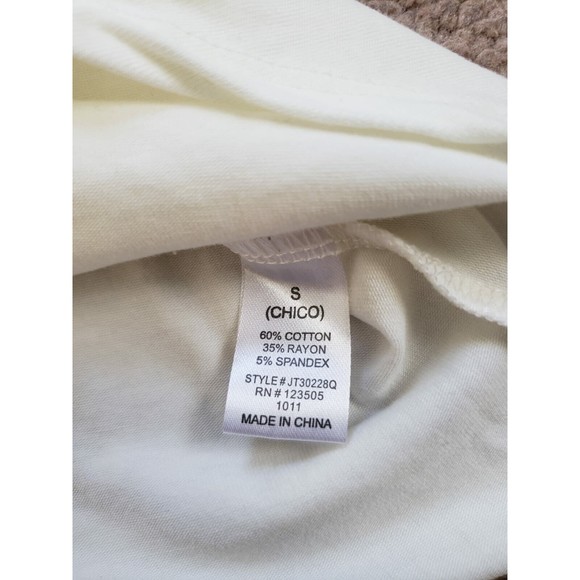 S
(CHICO)
60% COTTON
35% RAYON
5% SPANDEX
STYLE # JT30228Q
RN # 123505
1011
MADE IN CHINA